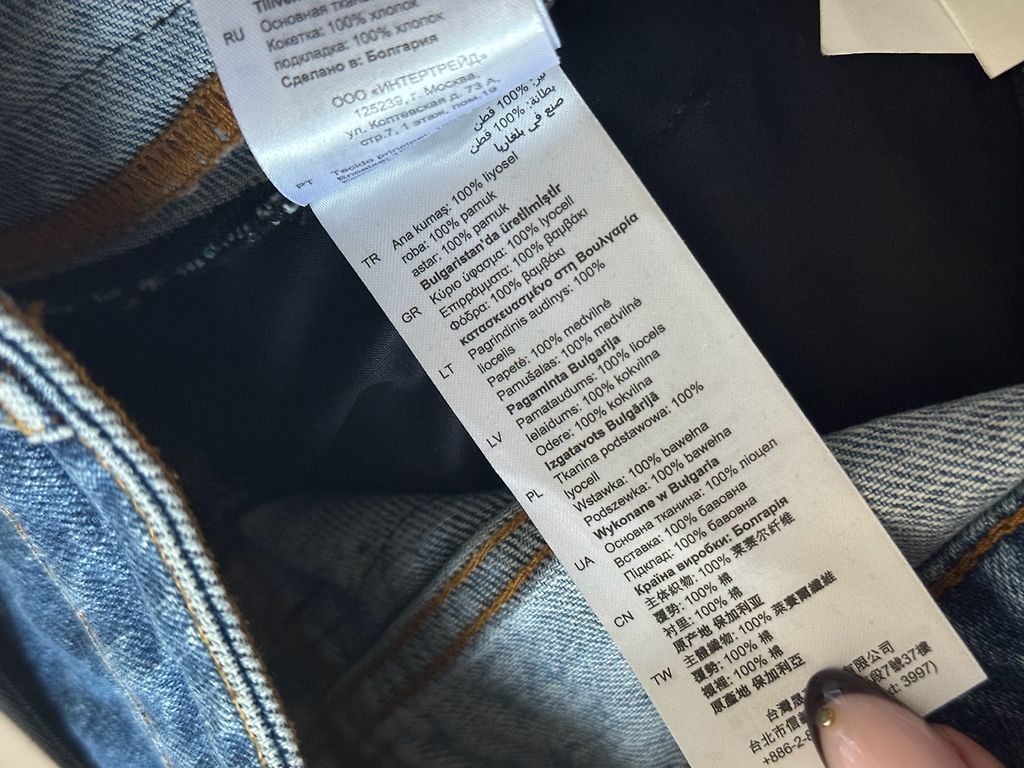 RU
Основная ткань
Кокетка: 100% хлопок
подкладка: 100% хлопок
Сделано в: Болгария
ООО «ИНТЕРТРЕЙД»
125239, г. Москва,
ул. Коптевская д. 73 А,
стр.7, 1 этаж, пом.19
PT
100% قطن
بطانة: 100% قطن
صنع في بلغاريا
TR
Ana kumaş: 100% liyosel
roba: 100% pamuk
astar: 100% pamuk
Bulgaristan'da üretilmiştir
GR
Κύριο ύφασμα: 100% lyocell
Επιρράμματα: 100% βαμβάκι
Φόδρα: 100% βαμβάκι
κατασκευασμένο στη Βουλγαρία
LT
Pagrindinis audinys: 100%
liocelis
Papetė: 100% medvilnė
Pamušalas: 100% medvilnė
Pagaminta Bulgarija
LV
Pamataudums: 100% liocels
Ielaidums: 100% kokvilna
Odere: 100% kokvilna
Izgatavots Bulgārijā
PL
Tkanina podstawowa: 100%
lyocell
Wstawka: 100% bawełna
Podszewka: 100% bawełna
Wykonane w Bułgaria
UA
Основна тканина: 100% ліоцел
Вставка: 100% бавовна
Підклад: 100% бавовна
Країна виробки: Болгарія
CN
主体织物: 100% 莱赛尔纤维
覆势: 100% 棉
衬里: 100% 棉
原产地 保加利亚
TW
主體織物: 100% 萊賽爾纖維
覆勢: 100% 棉
襯裡: 100% 棉
原產地 保加利亞
台灣 有限公司
台北市信 段7號37樓
+886-2-8 3997)